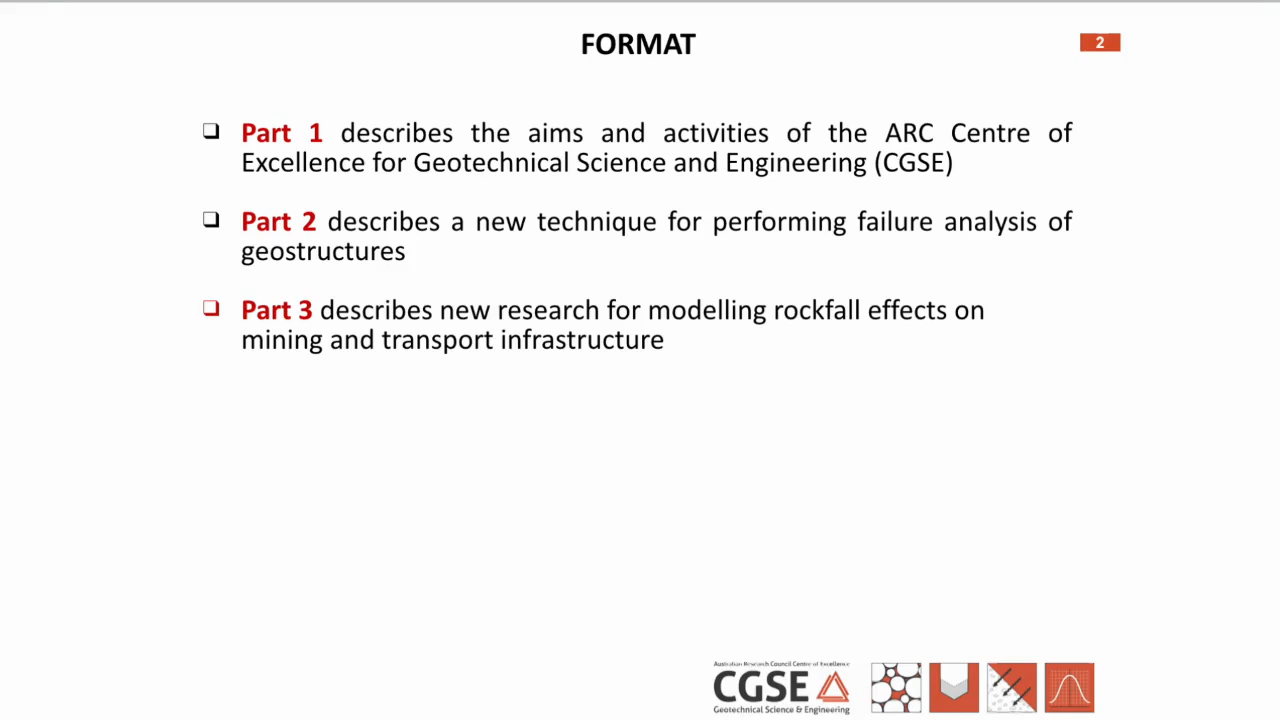 FORMAT
2
Part 1 describes the aims and activities of the ARC Centre of
Excellence for Geotechnical Science and Engineering (CGSE)
Part 2 describes a new technique for performing failure analysis of
geostructures
Part 3 describes new research for modelling rockfall effects on
mining and transport infrastructure
Australian Research Council Centre of Excellence
CGSE
Geotechnical Science & Engineering